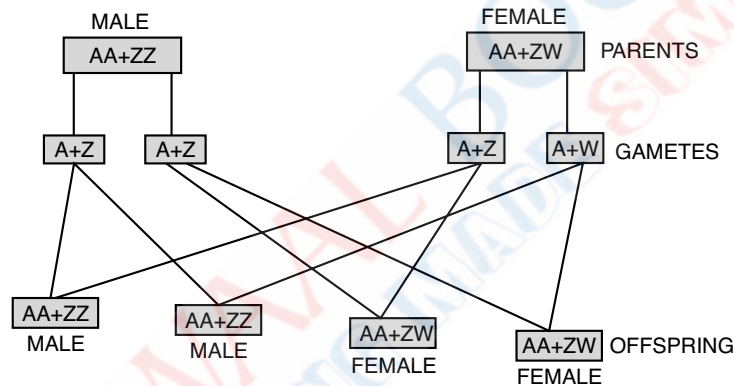 MALE
FEMALE
AA+ZZ
AA+ZW
PARENTS
A+Z
A+Z
A+Z
A+W
GAMETES
AA+ZZ
MALE
AA+ZZ
MALE
AA+ZW
FEMALE
AA+ZW
OFFSPRING
FEMALE